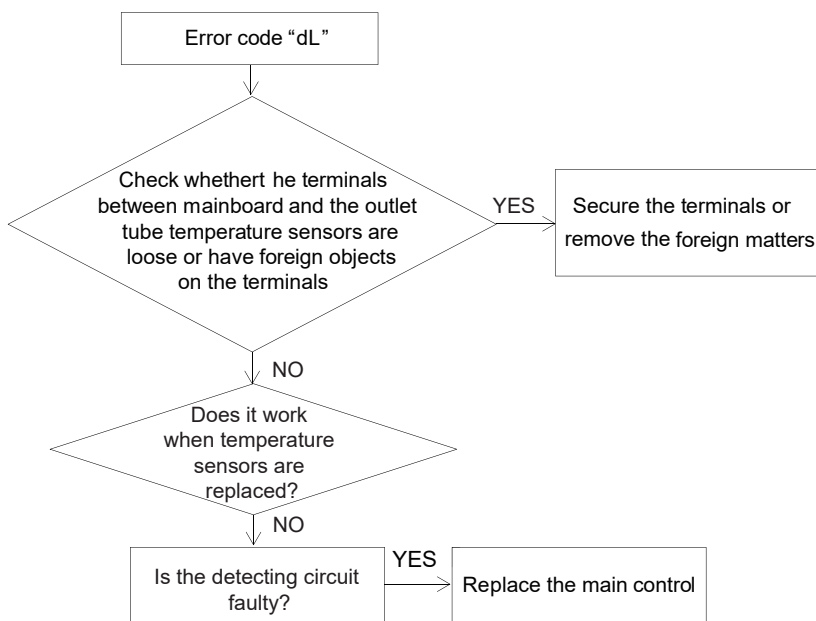 Error code “dL”
Check whethert he terminals
between mainboard and the outlet
tube temperature sensors are
loose or have foreign objects
on the terminals
YES
Secure the terminals or
remove the foreign matters
NO
Does it work
when temperature
sensors are
replaced?
NO
Is the detecting circuit
faulty?
YES
Replace the main control